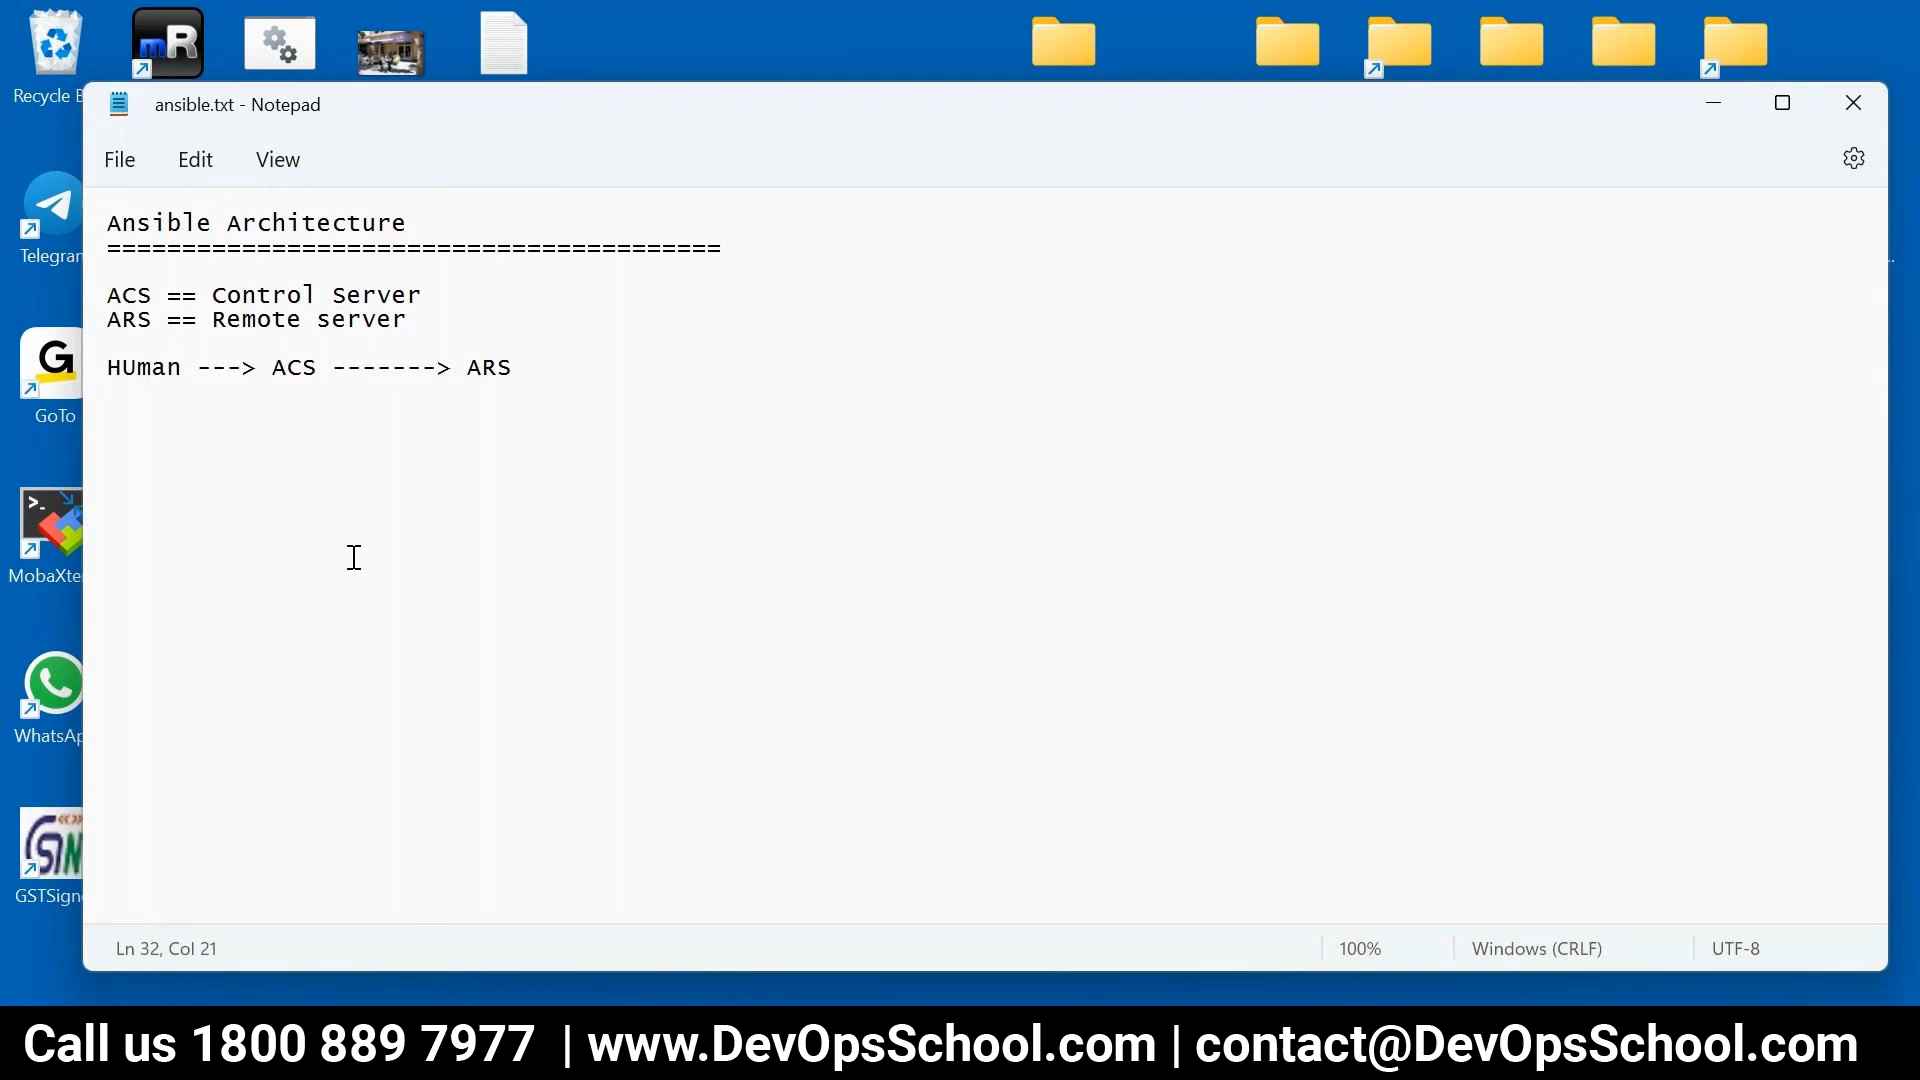 Recycle B
ansible.txt - Notepad
File Edit View
Ansible Architecture
=========================================
ACS == Control Server
ARS == Remote server
HUman ---> ACS -------> ARS
Telegram
G
GoTo
MobaXte
WhatsAp
GSTSign
Ln 32, Col 21
100%
Windows (CRLF)
UTF-8
Call us 1800 889 7977 | www.DevOpsSchool.com | contact@DevOpsSchool.com